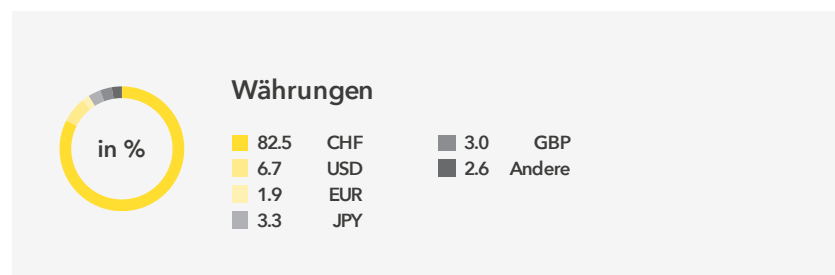 Währungen
in %
82.5 CHF
6.7 USD
1.9 EUR
3.3 JPY
3.0 GBP
2.6 Andere